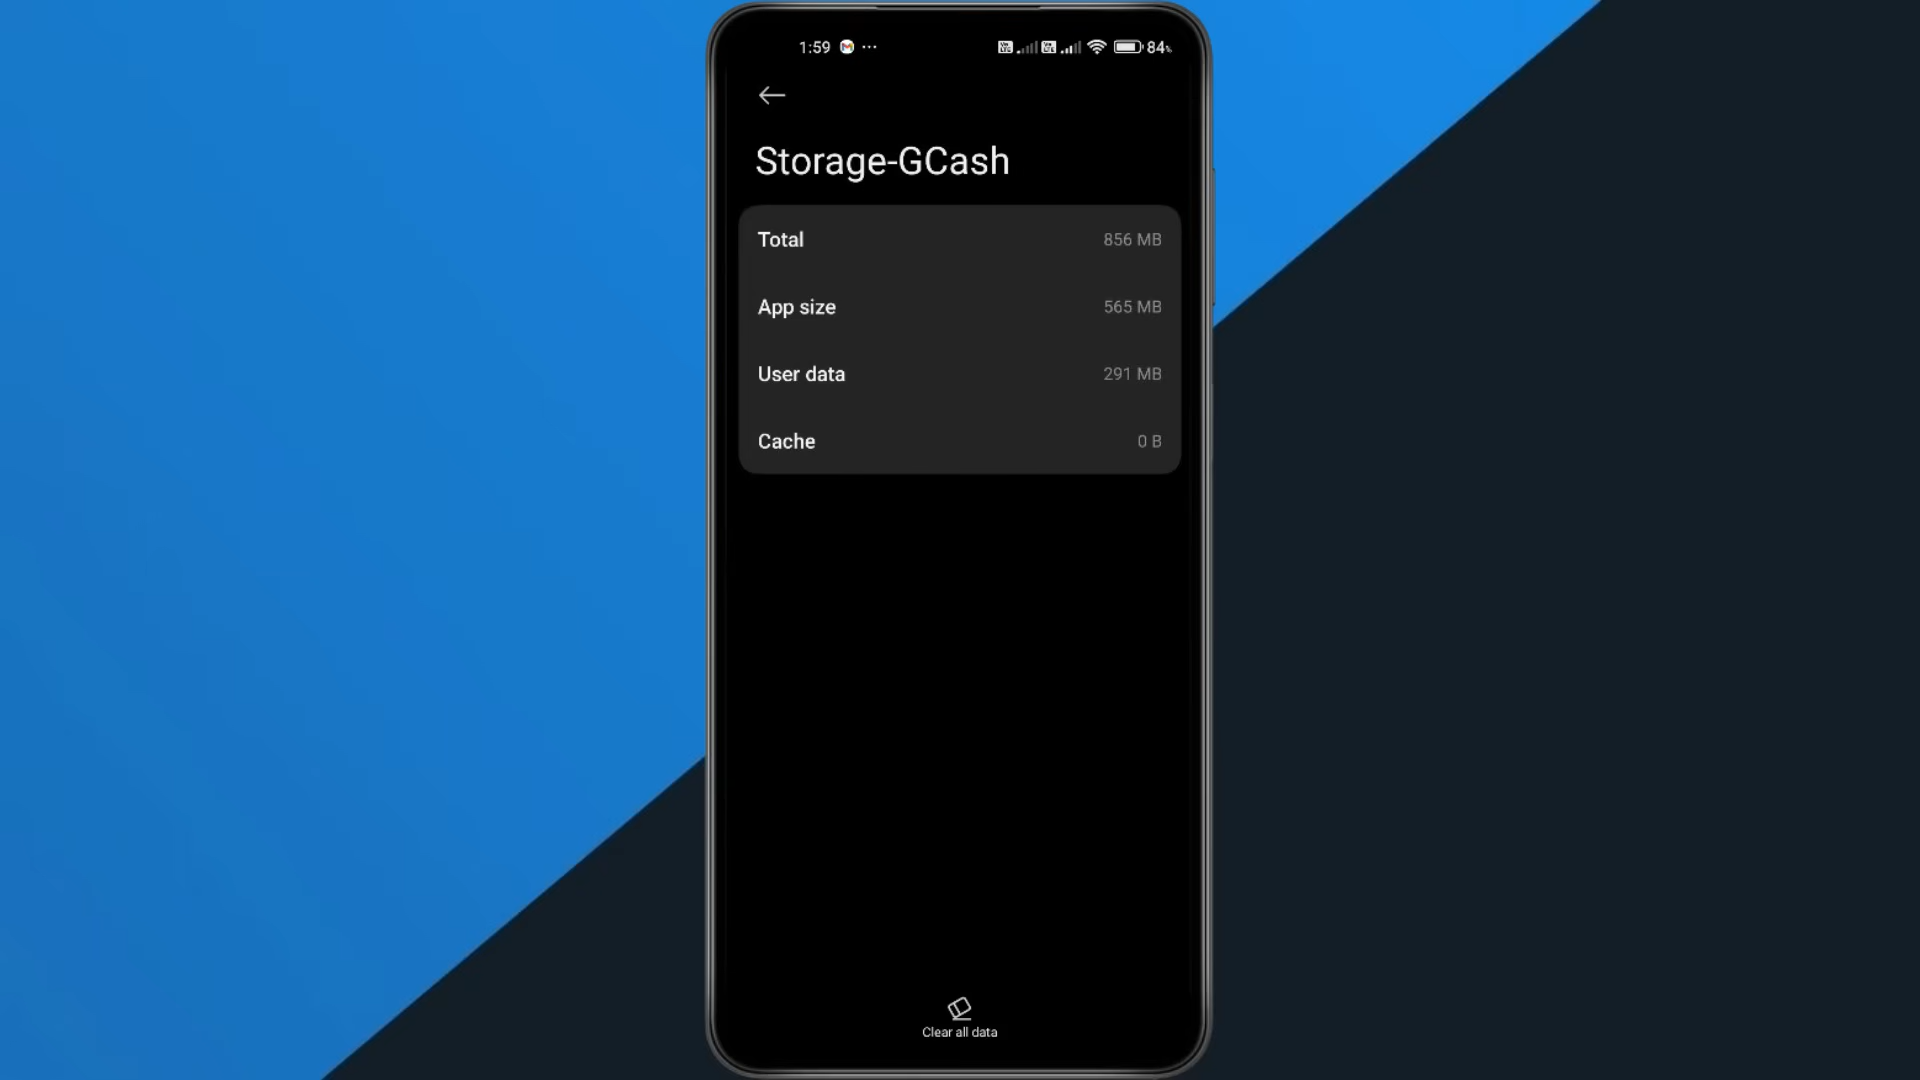 1:59 ··· 84%
Storage-GCash
Total 856 MB
App size 565 MB
User data 291 MB
Cache 0 B
Clear all data